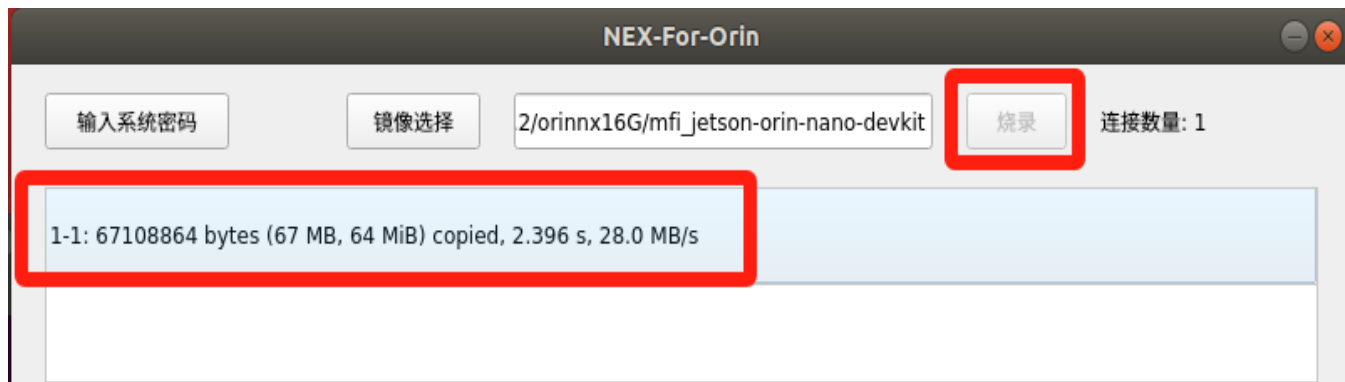 NEX-For-Orin
输入系统密码 镜像选择 .2/orinnx16G/mfi_jetson-orin-nano-devkit 烧录 连接数量: 1
1-1: 67108864 bytes (67 MB, 64 MiB) copied, 2.396 s, 28.0 MB/s